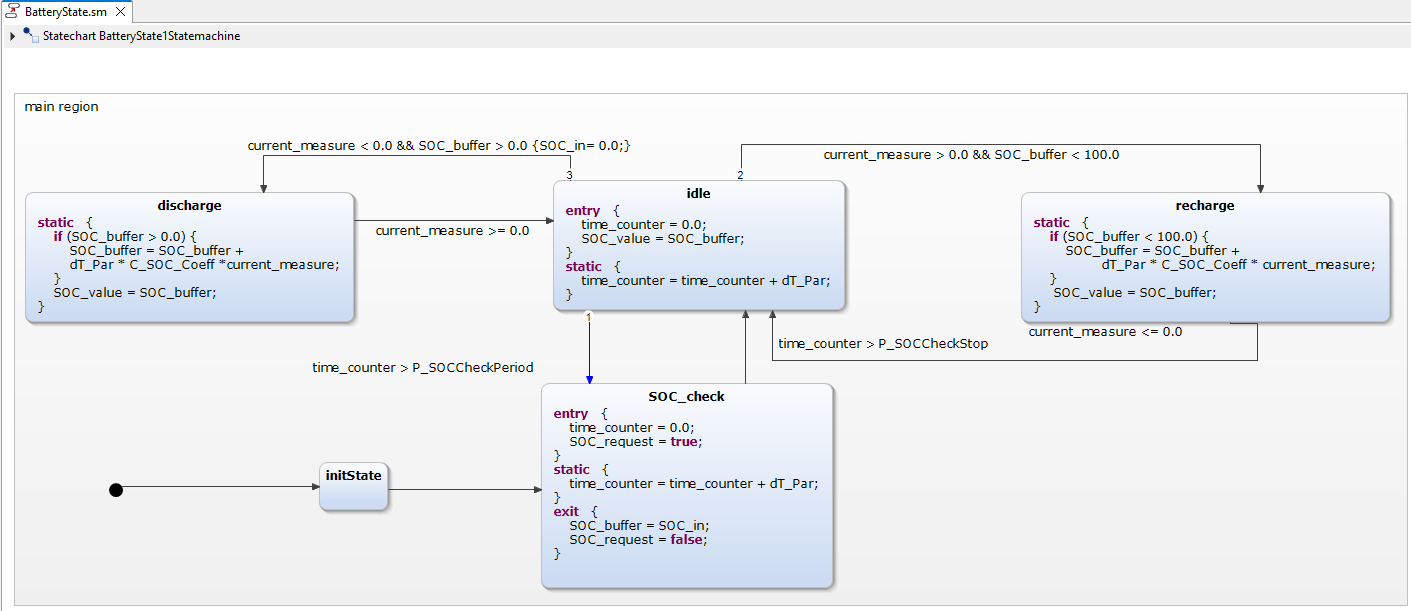 BatteryState.sm
Statechart BatteryState1Statemachine
main region
current_measure < 0.0 && SOC_buffer > 0.0 {SOC_in= 0.0;}
3
2
current_measure > 0.0 && SOC_buffer < 100.0
discharge
static {
if (SOC_buffer > 0.0) {
SOC_buffer = SOC_buffer +
dT_Par * C_SOC_Coeff *current_measure;
}
SOC_value = SOC_buffer;
}
current_measure >= 0.0
idle
entry {
time_counter = 0.0;
SOC_value = SOC_buffer;
}
static {
time_counter = time_counter + dT_Par;
}
1
recharge
static {
if (SOC_buffer < 100.0) {
SOC_buffer = SOC_buffer +
dT_Par * C_SOC_Coeff * current_measure;
}
SOC_value = SOC_buffer;
}
current_measure <= 0.0
time_counter > P_SOCCheckStop
time_counter > P_SOCCheckPeriod
SOC_check
entry {
time_counter = 0.0;
SOC_request = true;
}
static {
time_counter = time_counter + dT_Par;
}
exit {
SOC_buffer = SOC_in;
SOC_request = false;
}
initState